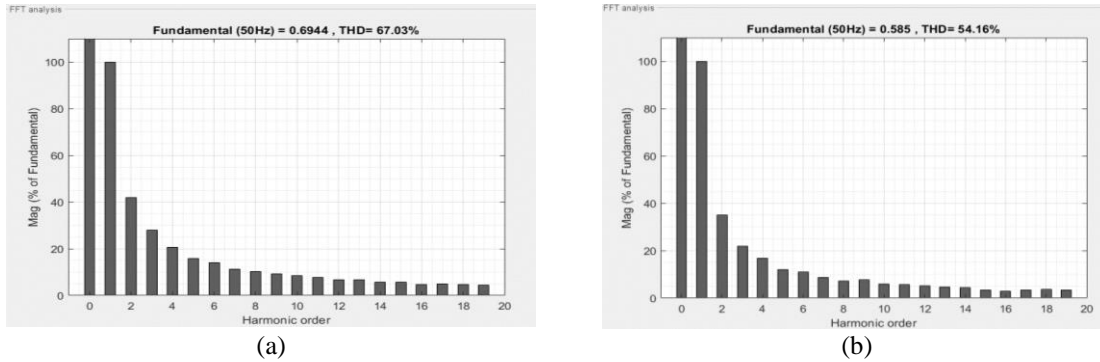 FFT analysis
Fundamental (50Hz) = 0.6944 , THD= 67.03%
Mag (% of Fundamental)
100
80
60
40
20
0
0 2 4 6 8 10 12 14 16 18 20
Harmonic order
(a)
FFT analysis
Fundamental (50Hz) = 0.585 , THD= 54.16%
Mag (% of Fundamental)
100
80
60
40
20
0
0 2 4 6 8 10 12 14 16 18 20
Harmonic order
(b)